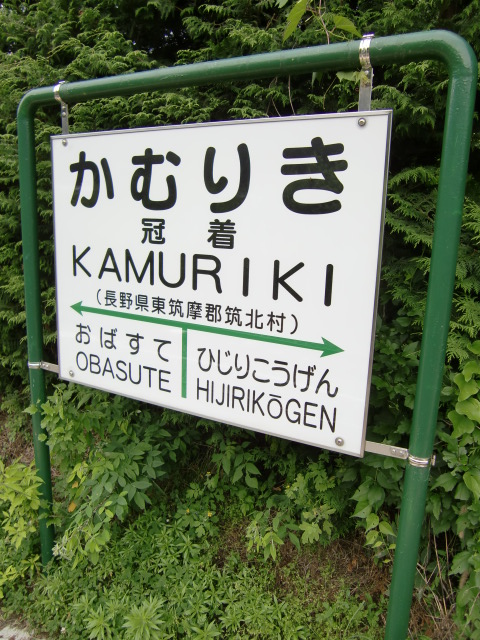 かむりき
冠着
KAMURIKI
(長野県東筑摩郡筑北村)
おばすて
OBASUTE
ひじりこうげん
HIJIRIKŌGEN